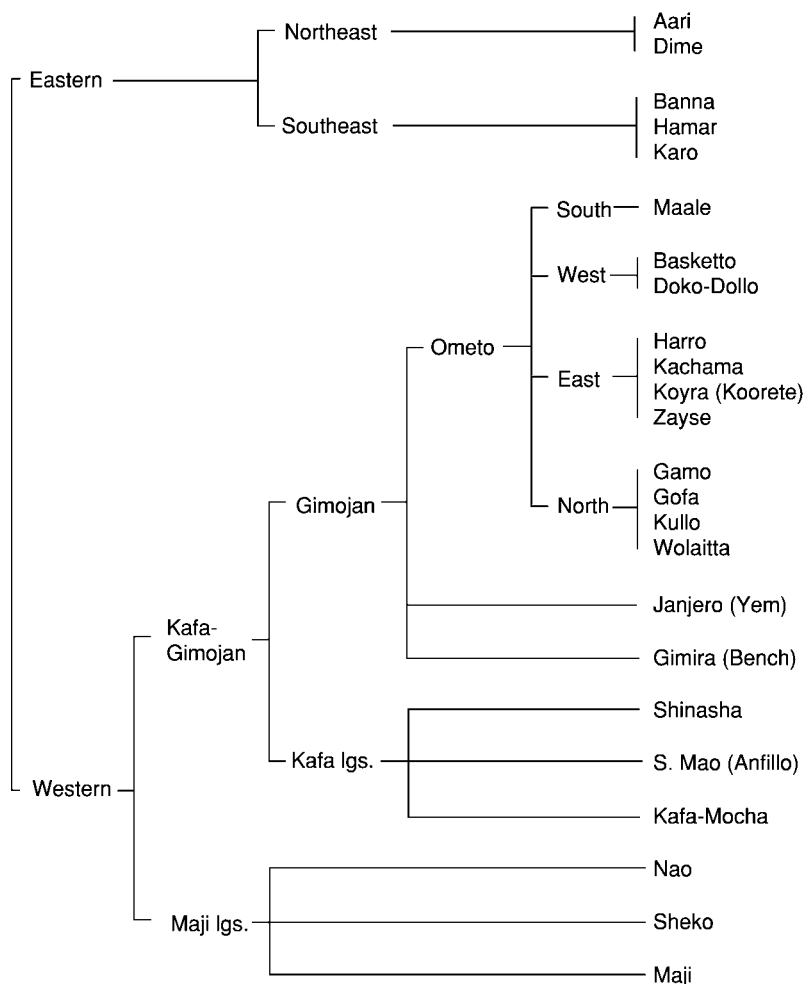 Aari
Northeast
Dime
Eastern
Banna
Southeast
Hamar
Karo
South
Maale
Basketto
West
Doko-Dollo
Harro
Ometo
Kachama
East
Koyra (Koorete)
Zayse
Gamo
Gofa
Gimojan
North
Kullo
Wolaitta
Janjero (Yem)
Kafa-
Gimojan
Gimira (Bench)
Shinasha
Kafa lgs.
S. Mao (Anfillo)
Western
Kafa-Mocha
Nao
Maji lgs.
Sheko
Maji